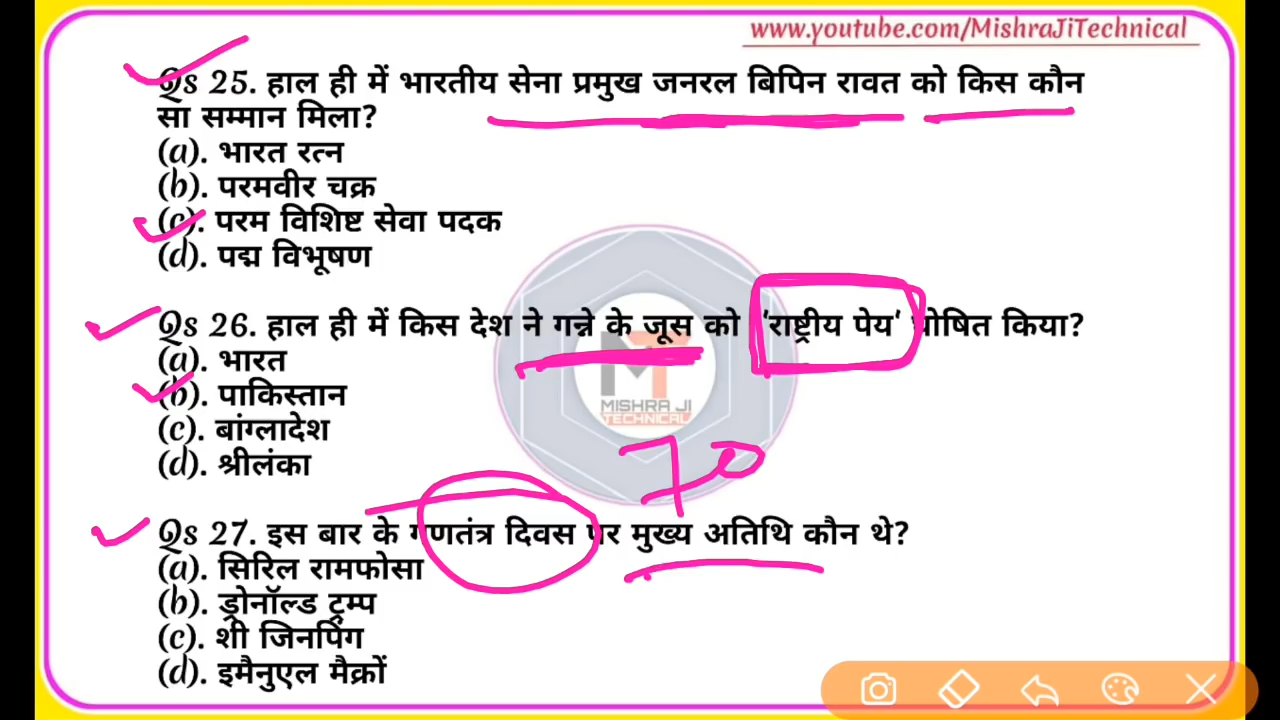 www.youtube.com/MishraJiTechnical
Qs 25. हाल ही में भारतीय सेना प्रमुख जनरल बिपिन रावत को किस कौन
सा सम्मान मिला?
(a). भारत रत्न
(b). परमवीर चक्र
(c). परम विशिष्ट सेवा पदक
(d). पद्म विभूषण
Qs 26. हाल ही में किस देश ने गन्ने के जूस को 'राष्ट्रीय पेय' घोषित किया?
(a). भारत
(b). पाकिस्तान
(c). बांग्लादेश
(d). श्रीलंका
MISHRA JI
TECHNICAL
70
Qs 27. इस बार के गणतंत्र दिवस पर मुख्य अतिथि कौन थे?
(a). सिरिल रामफोसा
(b). ड्रोनॉल्ड ट्रम्प
(c). शी जिनपिंग
(d). इमैनुएल मैक्रों